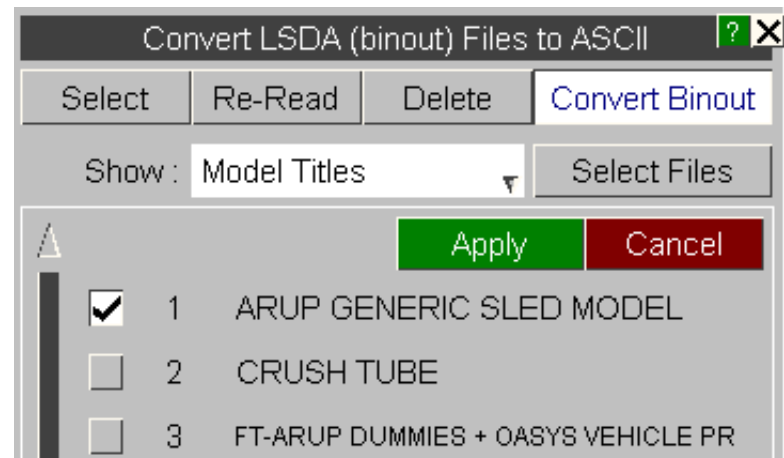 Convert LSDA (binout) Files to ASCII ? X
Select Re-Read Delete Convert Binout
Show : Model Titles Select Files
Apply Cancel
1 ARUP GENERIC SLED MODEL
2 CRUSH TUBE
3 FT-ARUP DUMMIES + OASYS VEHICLE PR